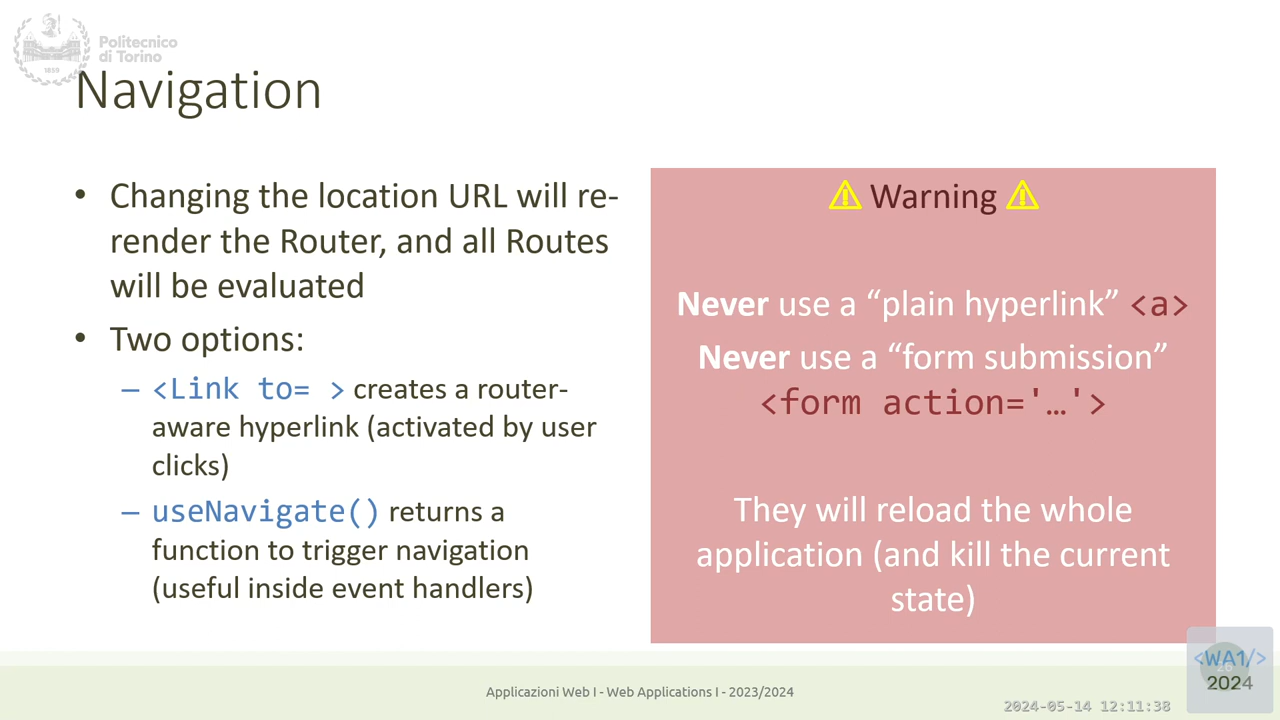 Politecnico
di Torino
1859
Navigation
• Changing the location URL will re-
render the Router, and all Routes
will be evaluated
• Two options:
– <Link to= > creates a router-
aware hyperlink (activated by user
clicks)
– useNavigate() returns a
function to trigger navigation
(useful inside event handlers)
⚠ Warning ⚠
Never use a “plain hyperlink” <a>
Never use a “form submission”
<form action='…'>
They will reload the whole
application (and kill the current
state)
Applicazioni Web I - Web Applications I - 2023/2024
<WA1/>
2024
2024-05-14 12:11:38